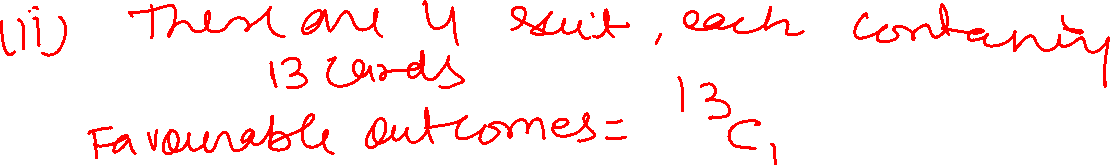 (ii) There are 4 suit, each containing
13 cards
Favourable outcomes = ¹³C₁